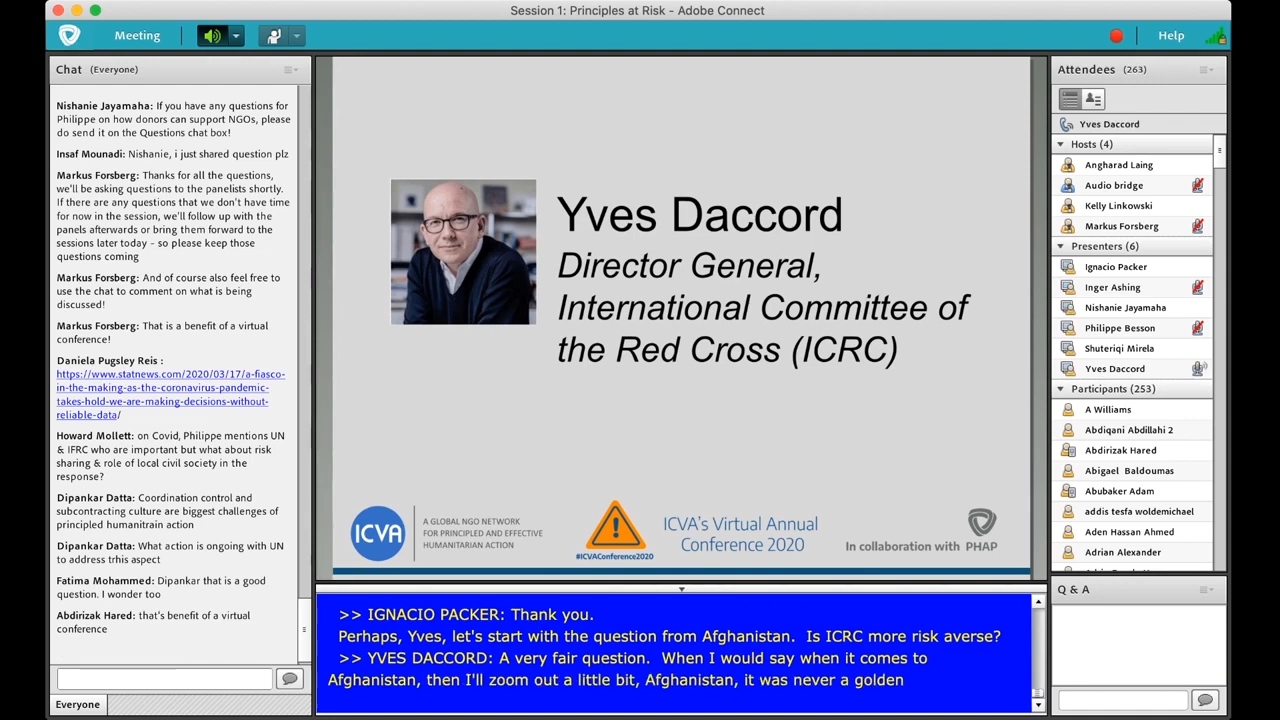 Session 1: Principles at Risk - Adobe Connect
Meeting
Help
Chat (Everyone)
Nishanie Jayamaha: If you have any questions for
Philippe on how donors can support NGOs, please
do send it on the Questions chat box!
Insaf Mounadi: Nishanie, i just shared question plz
Markus Forsberg: Thanks for all the questions,
we'll be asking questions to the panelists shortly.
If there are any questions that we don't have time
for now in the session, we'll follow up with the
panels afterwards or bring them forward to the
sessions later today - so please keep those
questions coming
Markus Forsberg: And of course also feel free to
use the chat to comment on what is being
discussed!
Markus Forsberg: That is a benefit of a virtual
conference!
Daniela Pugsley Reis :
https://www.statnews.com/2020/03/17/a-fiasco-
in-the-making-as-the-coronavirus-pandemic-
takes-hold-we-are-making-decisions-without-
reliable-data/
Howard Mollett: on Covid, Philippe mentions UN
& IFRC who are important but what about risk
sharing & role of local civil society in the
response?
Dipankar Datta: Coordination control and
subcontracting culture are biggest challenges of
principled humanitrain action
Dipankar Datta: What action is ongoing with UN
to address trhis aspect
Fatima Mohammed: Dipankar that is a good
question. I wonder too
Abdirizak Hared: that's benefit of a virtual
conference
Everyone
Yves Daccord
Director General,
International Committee of
the Red Cross (ICRC)
ICVA
A GLOBAL NGO NETWORK
FOR PRINCIPLED AND EFFECTIVE
HUMANITARIAN ACTION
#ICVAConference2020
ICVA's Virtual Annual
Conference 2020
In collaboration with PHAP
>> IGNACIO PACKER: Thank you.
Perhaps, Yves, let's start with the question from Afghanistan. Is ICRC more risk averse?
>> YVES DACCORD: A very fair question. When I would say when it comes to
Afghanistan, then I'll zoom out a little bit, Afghanistan, it was never a golden
Attendees (263)
Yves Daccord
Hosts (4)
Angharad Laing
Audio bridge
Kelly Linkowski
Markus Forsberg
Presenters (6)
Ignacio Packer
Inger Ashing
Nishanie Jayamaha
Philippe Besson
Shuteriqi Mirela
Yves Daccord
Participants (253)
A Williams
Abdiqani Abdillahi 2
Abdirizak Hared
Abigael Baldoumas
Abubaker Adam
addis tesfa woldemichael
Aden Hassan Ahmed
Adrian Alexander
Q & A